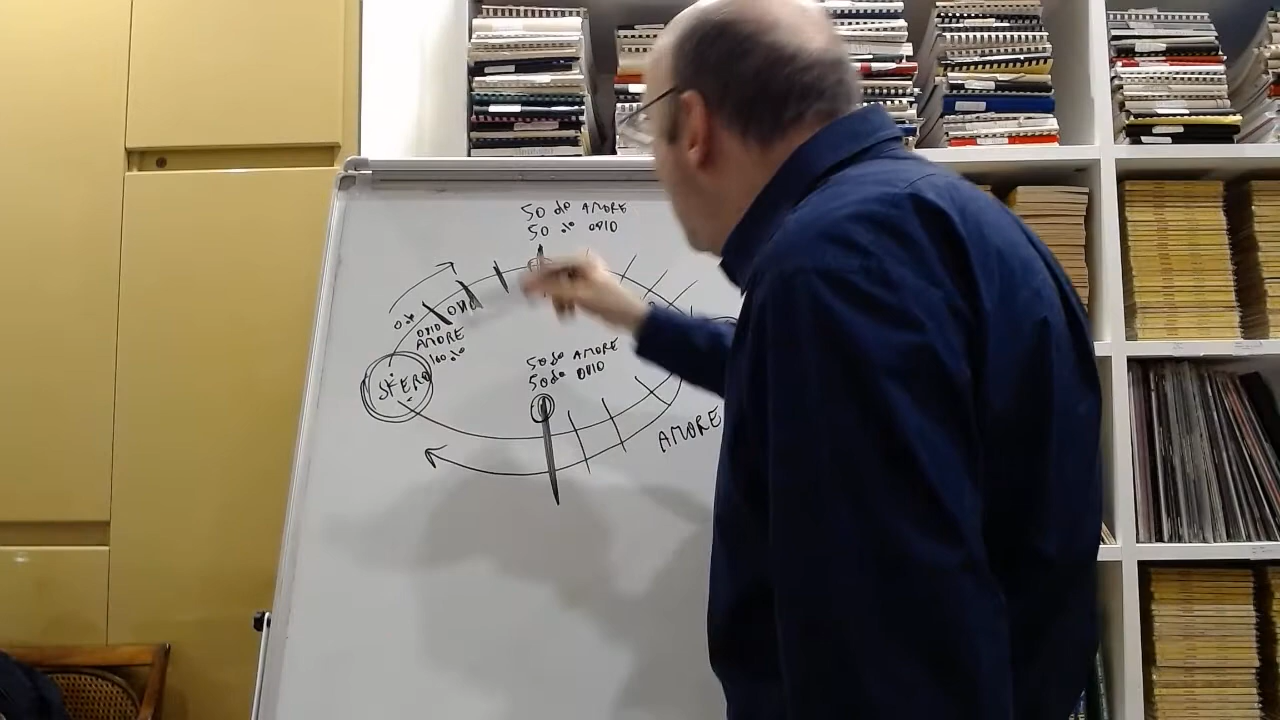 50 % AMORE
50 % ODIO
0 %
ODIO
ODIO
AMORE
100 %
SFERO
50 % AMORE
50 % ODIO
AMORE